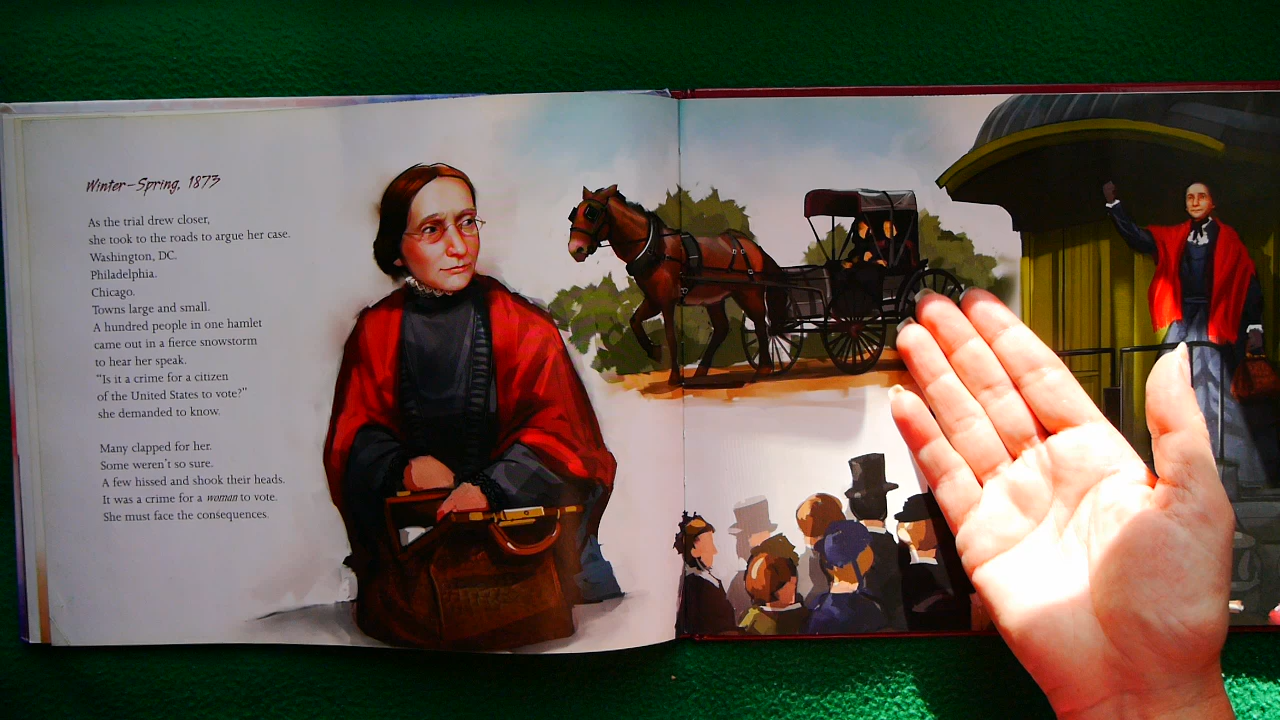 Winter–Spring, 1873
As the trial drew closer,
she took to the roads to argue her case.
Washington, DC.
Philadelphia.
Chicago.
Towns large and small.
A hundred people in one hamlet
came out in a fierce snowstorm
to hear her speak.
"Is it a crime for a citizen
of the United States to vote?"
she demanded to know.
Many clapped for her.
Some weren't so sure.
A few hissed and shook their heads.
It was a crime for a woman to vote.
She must face the consequences.